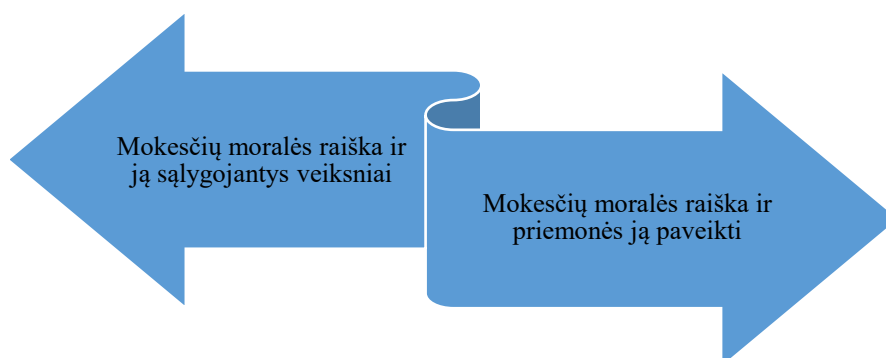 Mokesčių moralės raiška ir
ją sąlygojantys veiksniai
Mokesčių moralės raiška ir
priemonės ją paveikti